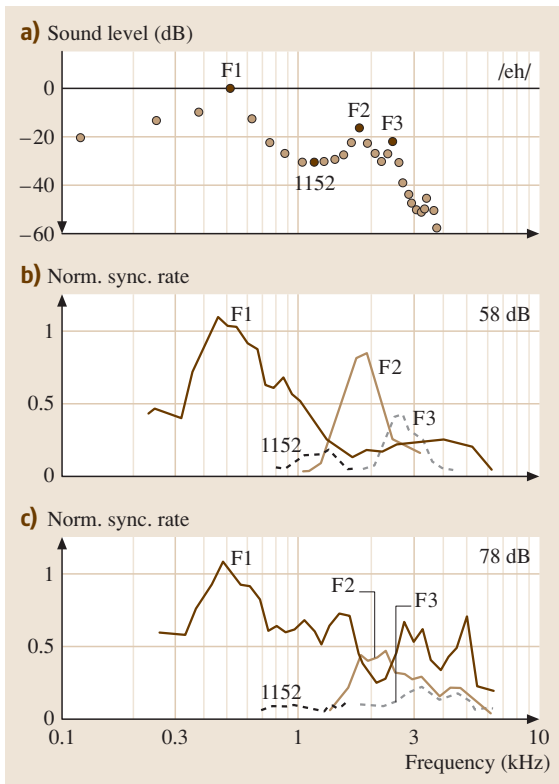 a) Sound level (dB)
/eh/
F1
0
F2
F3
−20
1152
−40
−60
b) Norm. sync. rate
58 dB
1
F1
F2
0.5
F3
1152
0
c) Norm. sync. rate
78 dB
1
F1
F2
F3
0.5
1152
0
0.1 0.3 1 3 10
Frequency (kHz)